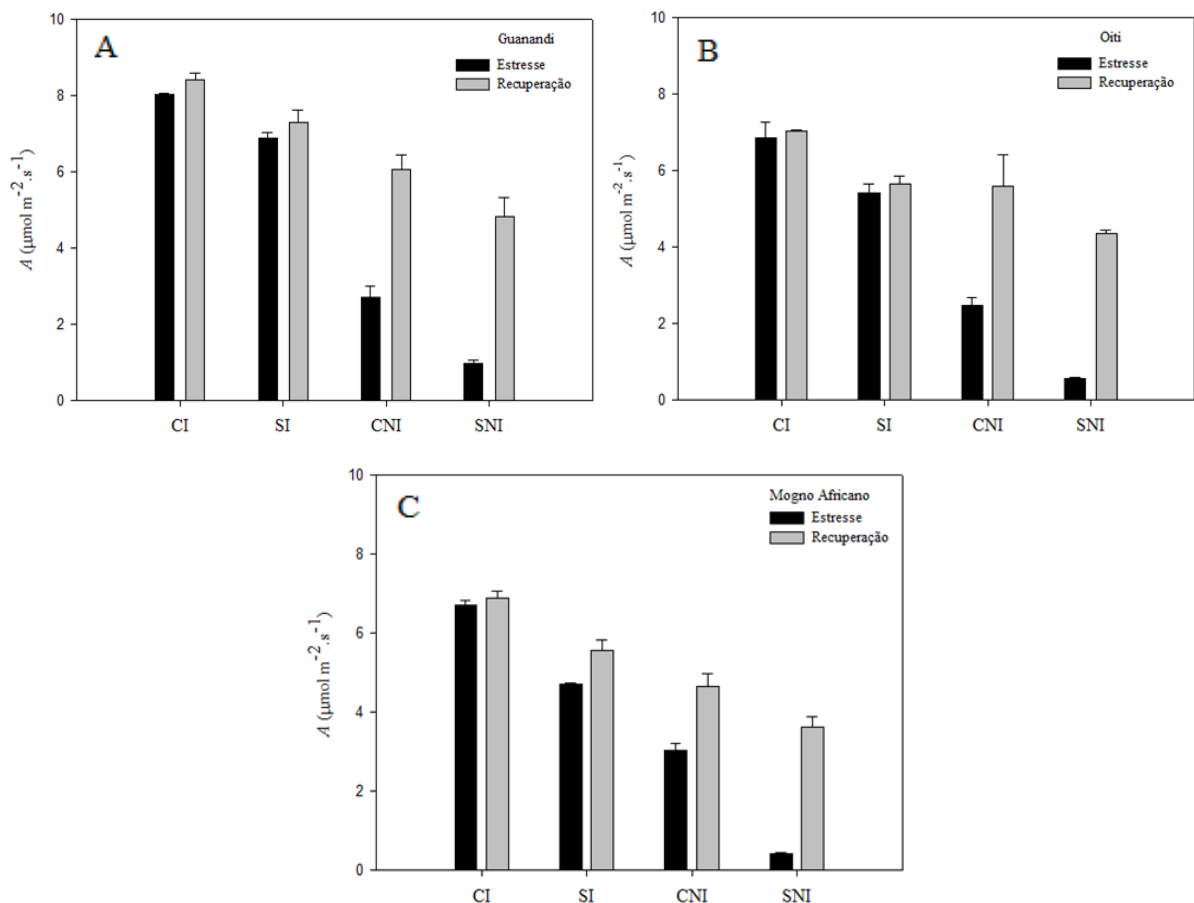 A
Guanandi
Estresse
Recuperação
10
8
6
4
2
0
A (µmol m-2.s-1)
CI SI CNI SNI
B
Oiti
Estresse
Recuperação
10
8
6
4
2
0
A (µmol m-2.s-1)
CI SI CNI SNI
C
Mogno Africano
Estresse
Recuperação
10
8
6
4
2
0
A (µmol m-2.s-1)
CI SI CNI SNI